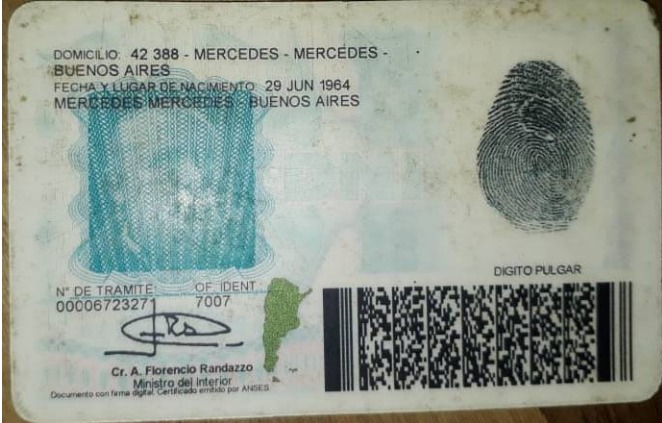 DOMICILIO: 42 388 - MERCEDES - MERCEDES -
BUENOS AIRES
FECHA Y LUGAR DE NACIMIENTO: 29 JUN 1964
MERCEDES MERCEDES BUENOS AIRES
DIGITO PULGAR
N° DE TRAMITE: OF. IDENT.
00006723271 7007
Cr. A. Florencio Randazzo
Ministro del Interior
Documento con firma digital. Certificado emitido por ANSES